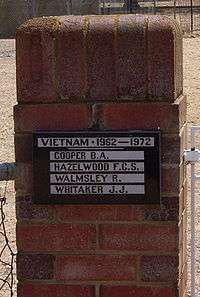 VIETNAM • 1962—1972
COOPER B.A.
HAZELWOOD F.C.S.
WALMSLEY R.
WHITAKER J.J.